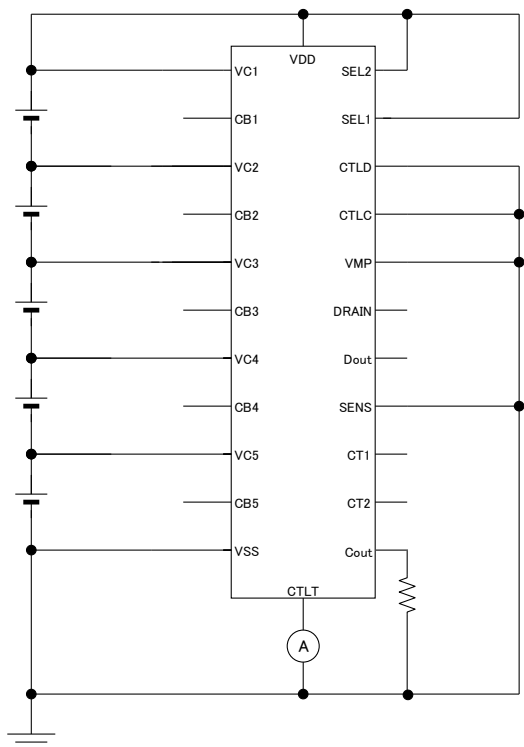 VDD
VC1
SEL2
CB1
SEL1
VC2
CTLD
CB2
CTLC
VC3
VMP
CB3
DRAIN
VC4
Dout
CB4
SENS
VC5
CT1
CB5
CT2
VSS
Cout
CTLT
A